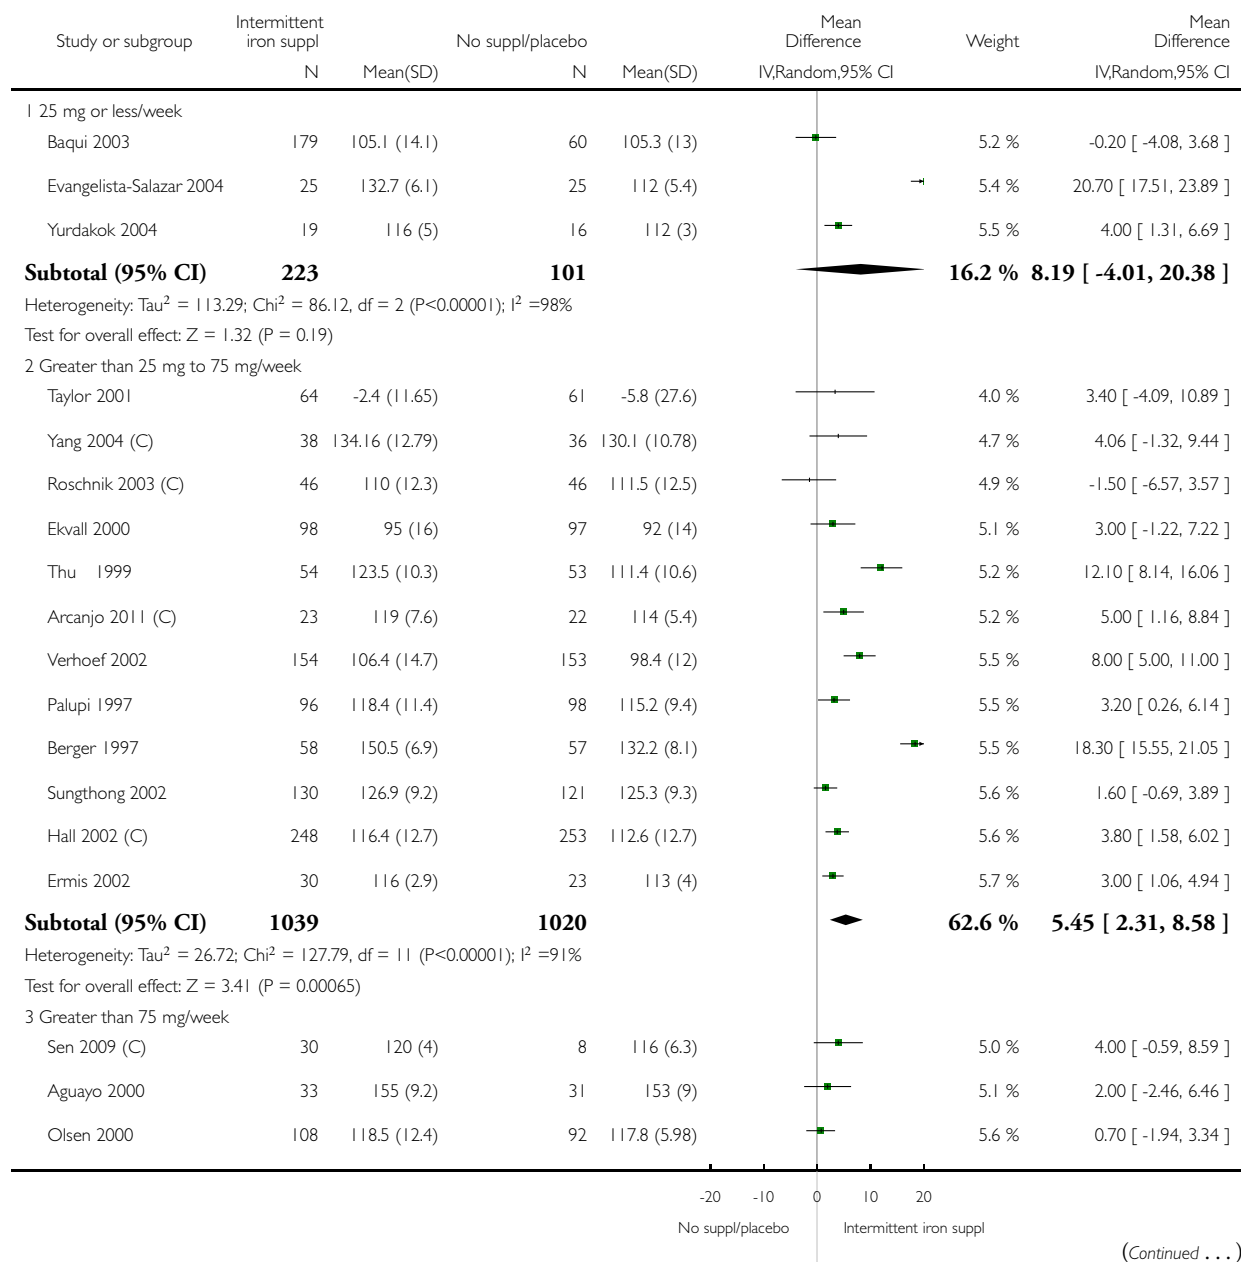 Study or subgroup Intermittent iron suppl No suppl/placebo Mean Difference Weight Mean Difference
N Mean(SD) N Mean(SD) IV,Random,95% CI IV,Random,95% CI
1 25 mg or less/week
Baqui 2003 179 105.1 (14.1) 60 105.3 (13) 5.2 % -0.20 [ -4.08, 3.68 ]
Evangelista-Salazar 2004 25 132.7 (6.1) 25 112 (5.4) 5.4 % 20.70 [ 17.51, 23.89 ]
Yurdakok 2004 19 116 (5) 16 112 (3) 5.5 % 4.00 [ 1.31, 6.69 ]
Subtotal (95% CI) 223 101 16.2 % 8.19 [ -4.01, 20.38 ]
Heterogeneity: Tau² = 113.29; Chi² = 86.12, df = 2 (P<0.00001); I² =98%
Test for overall effect: Z = 1.32 (P = 0.19)
2 Greater than 25 mg to 75 mg/week
Taylor 2001 64 -2.4 (11.65) 61 -5.8 (27.6) 4.0 % 3.40 [ -4.09, 10.89 ]
Yang 2004 (C) 38 134.16 (12.79) 36 130.1 (10.78) 4.7 % 4.06 [ -1.32, 9.44 ]
Roschnik 2003 (C) 46 110 (12.3) 46 111.5 (12.5) 4.9 % -1.50 [ -6.57, 3.57 ]
Ekvall 2000 98 95 (16) 97 92 (14) 5.1 % 3.00 [ -1.22, 7.22 ]
Thu 1999 54 123.5 (10.3) 53 111.4 (10.6) 5.2 % 12.10 [ 8.14, 16.06 ]
Arcanjo 2011 (C) 23 119 (7.6) 22 114 (5.4) 5.2 % 5.00 [ 1.16, 8.84 ]
Verhoef 2002 154 106.4 (14.7) 153 98.4 (12) 5.5 % 8.00 [ 5.00, 11.00 ]
Palupi 1997 96 118.4 (11.4) 98 115.2 (9.4) 5.5 % 3.20 [ 0.26, 6.14 ]
Berger 1997 58 150.5 (6.9) 57 132.2 (8.1) 5.5 % 18.30 [ 15.55, 21.05 ]
Sungthong 2002 130 126.9 (9.2) 121 125.3 (9.3) 5.6 % 1.60 [ -0.69, 3.89 ]
Hall 2002 (C) 248 116.4 (12.7) 253 112.6 (12.7) 5.6 % 3.80 [ 1.58, 6.02 ]
Ermis 2002 30 116 (2.9) 23 113 (4) 5.7 % 3.00 [ 1.06, 4.94 ]
Subtotal (95% CI) 1039 1020 62.6 % 5.45 [ 2.31, 8.58 ]
Heterogeneity: Tau² = 26.72; Chi² = 127.79, df = 11 (P<0.00001); I² =91%
Test for overall effect: Z = 3.41 (P = 0.00065)
3 Greater than 75 mg/week
Sen 2009 (C) 30 120 (4) 8 116 (6.3) 5.0 % 4.00 [ -0.59, 8.59 ]
Aguayo 2000 33 155 (9.2) 31 153 (9) 5.1 % 2.00 [ -2.46, 6.46 ]
Olsen 2000 108 118.5 (12.4) 92 117.8 (5.98) 5.6 % 0.70 [ -1.94, 3.34 ]
-20 -10 0 10 20
No suppl/placebo Intermittent iron suppl
(Continued . . . )